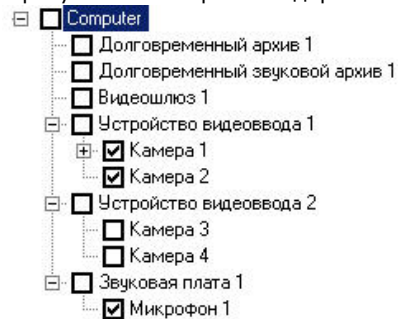 Computer
Долговременный архив 1
Долговременный звуковой архив 1
Видеошлюз 1
Устройство видеоввода 1
Камера 1
Камера 2
Устройство видеоввода 2
Камера 3
Камера 4
Звуковая плата 1
Микрофон 1